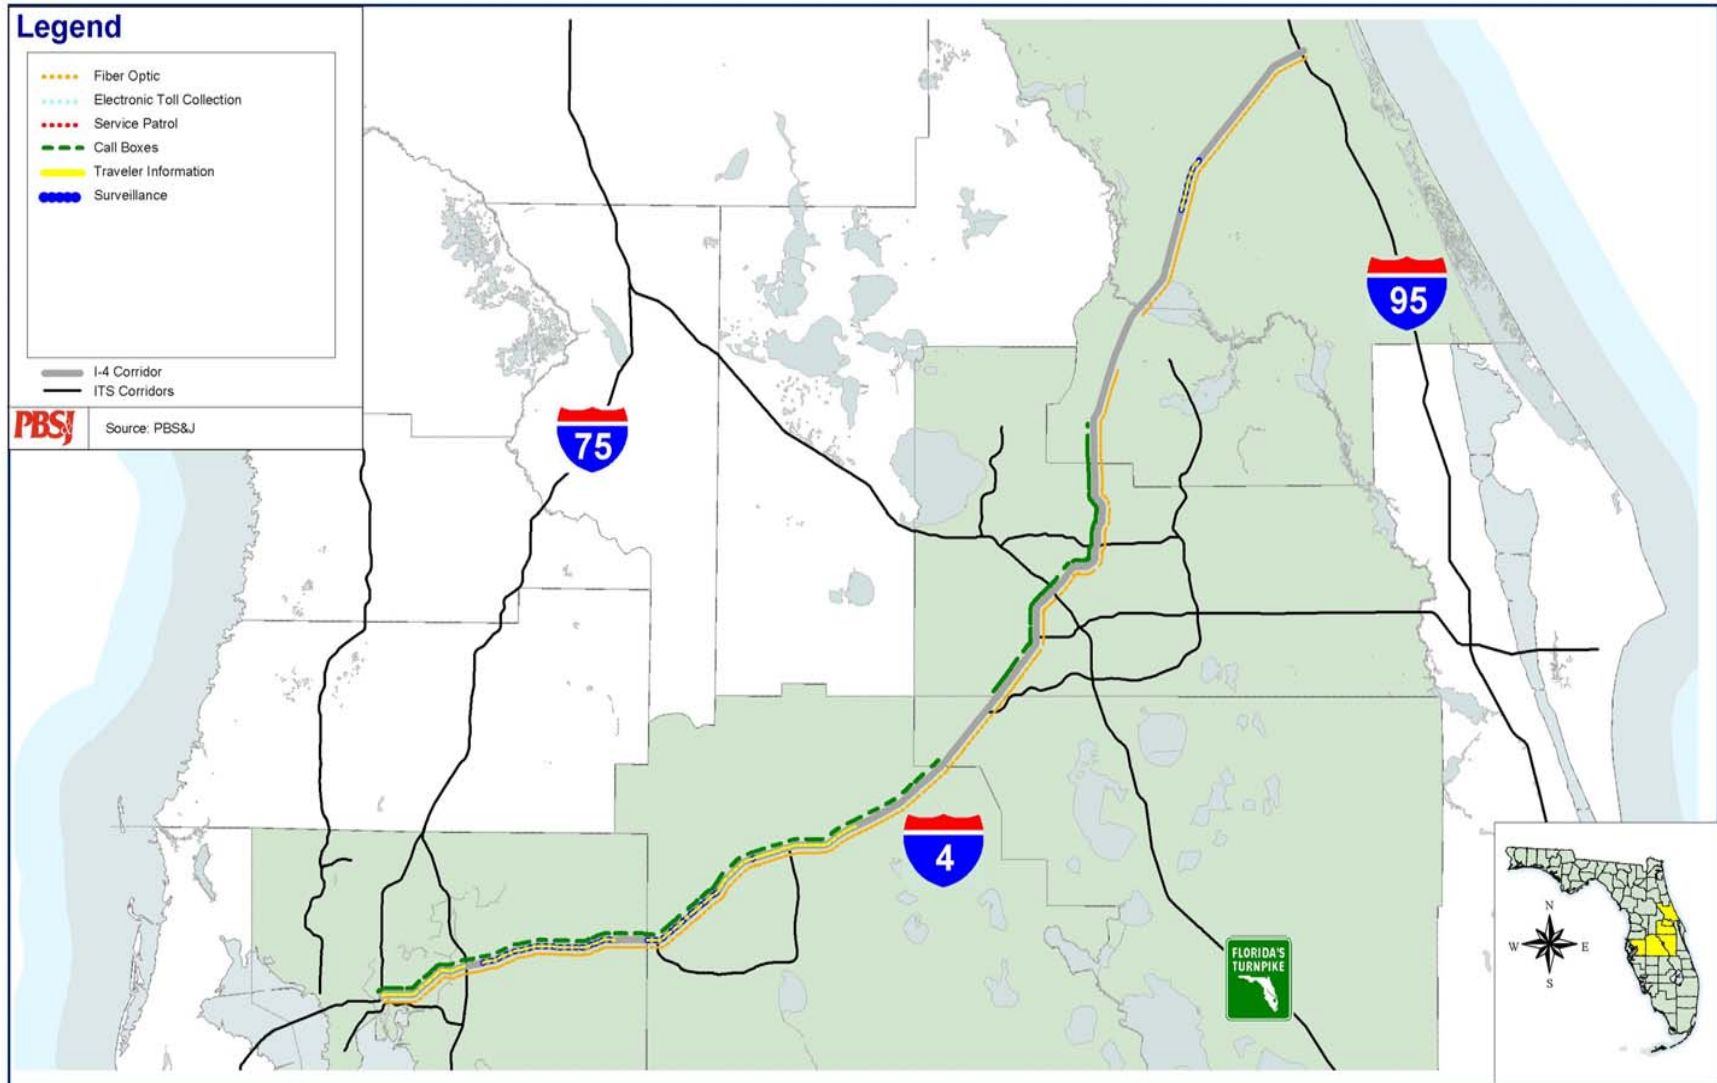 Legend
Fiber Optic
Electronic Toll Collection
Service Patrol
Call Boxes
Traveler Information
Surveillance
I-4 Corridor
ITS Corridors
PBSJ
Source: PBS&J
95
75
4
FLORIDA'S
TURNPIKE
N
W
E
S